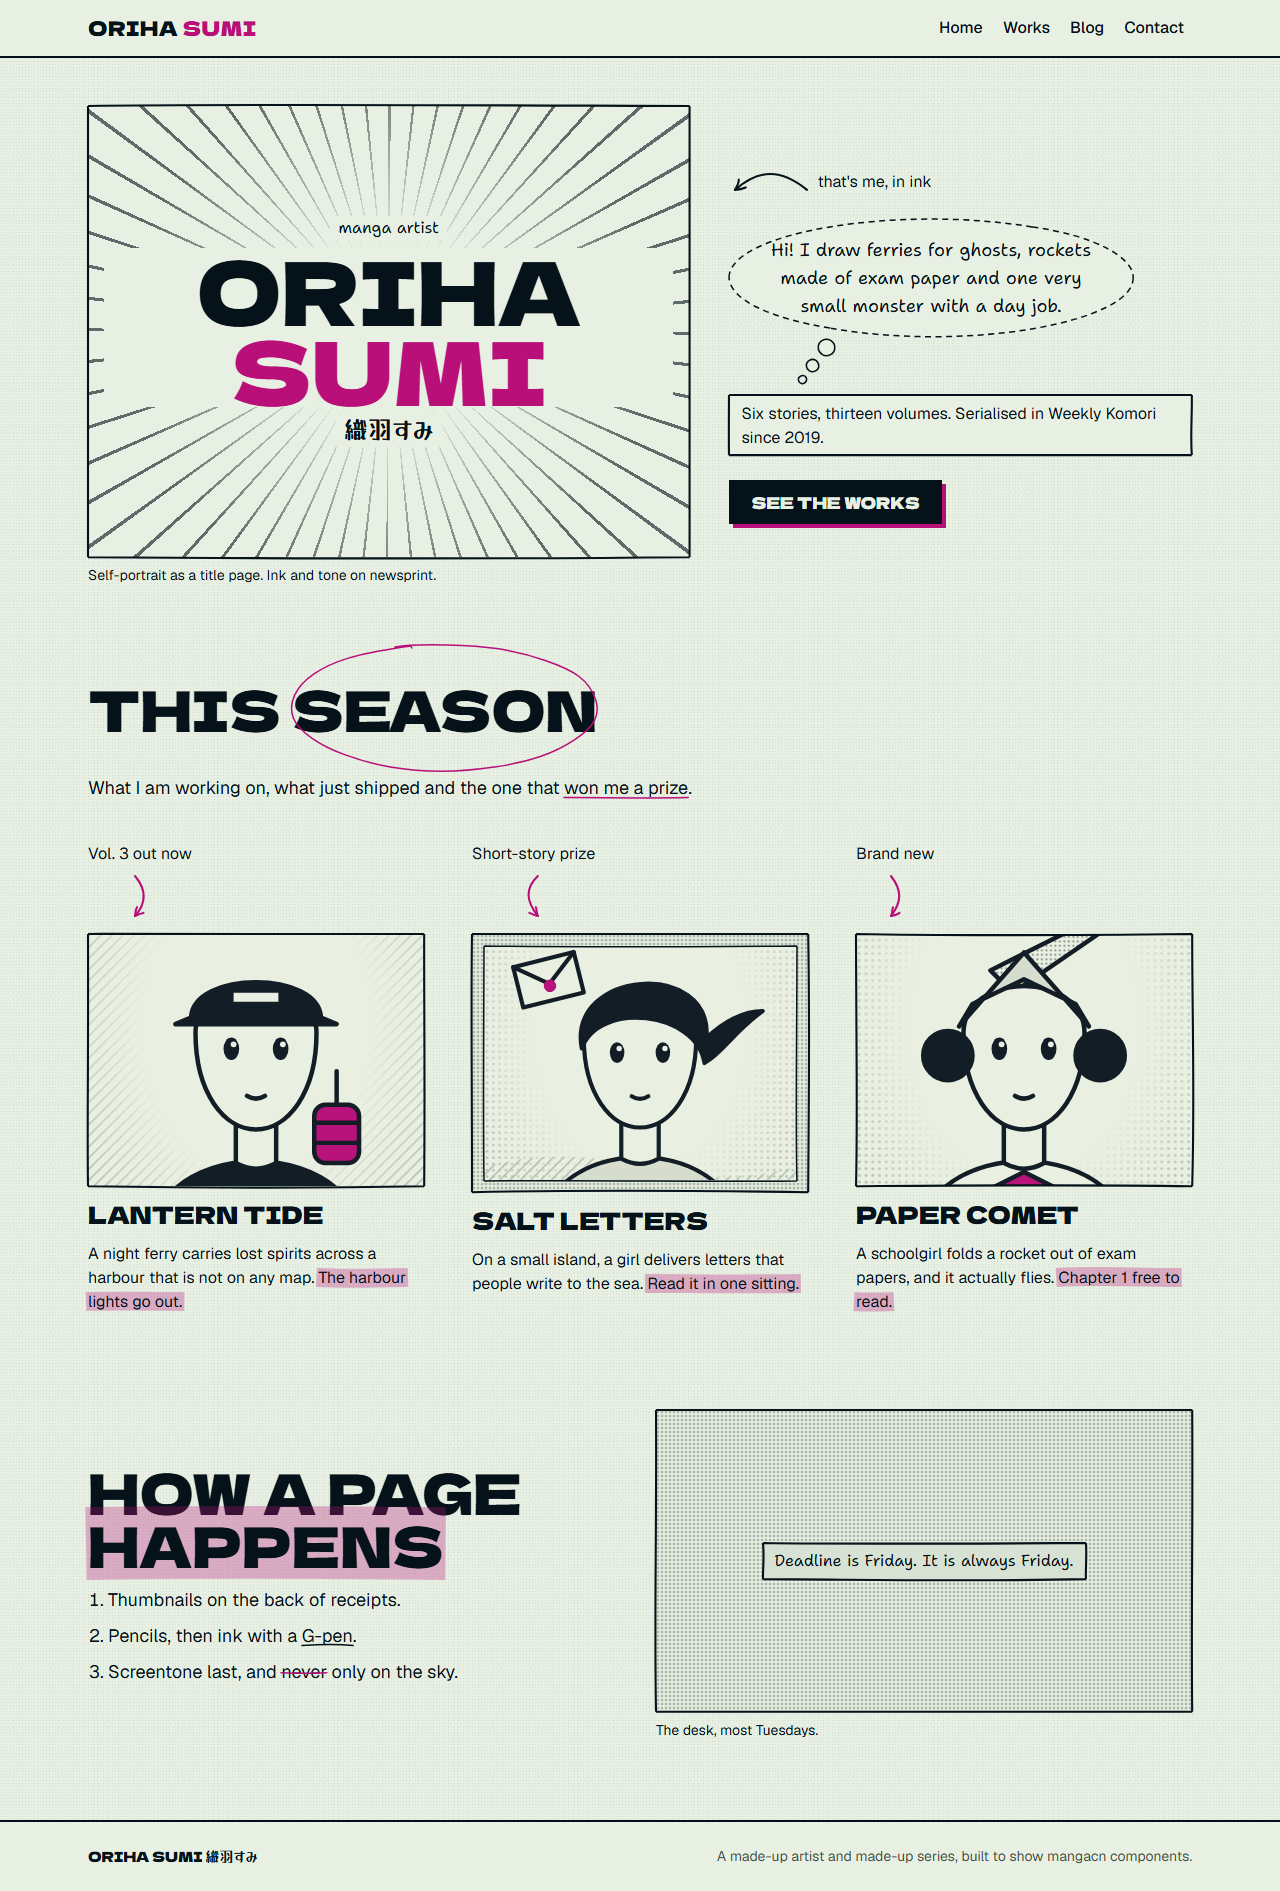 ORIHA SUMI
Home Works Blog Contact
manga artist
ORIHA
SUMI
織羽すみ
Self-portrait as a title page. Ink and tone on newsprint.
that's me, in ink
Hi! I draw ferries for ghosts, rockets
made of exam paper and one very
small monster with a day job.
Six stories, thirteen volumes. Serialised in Weekly Komori
since 2019.
SEE THE WORKS
THIS SEASON
What I am working on, what just shipped and the one that won me a prize.
Vol. 3 out now
LANTERN TIDE
A night ferry carries lost spirits across a
harbour that is not on any map. The harbour
lights go out.
Short-story prize
SALT LETTERS
On a small island, a girl delivers letters that
people write to the sea. Read it in one sitting.
Brand new
PAPER COMET
A schoolgirl folds a rocket out of exam
papers, and it actually flies. Chapter 1 free to
read.
HOW A PAGE
HAPPENS
1. Thumbnails on the back of receipts.
2. Pencils, then ink with a G-pen.
3. Screentone last, and never only on the sky.
Deadline is Friday. It is always Friday.
The desk, most Tuesdays.
ORIHA SUMI 織羽すみ
A made-up artist and made-up series, built to show mangacn components.